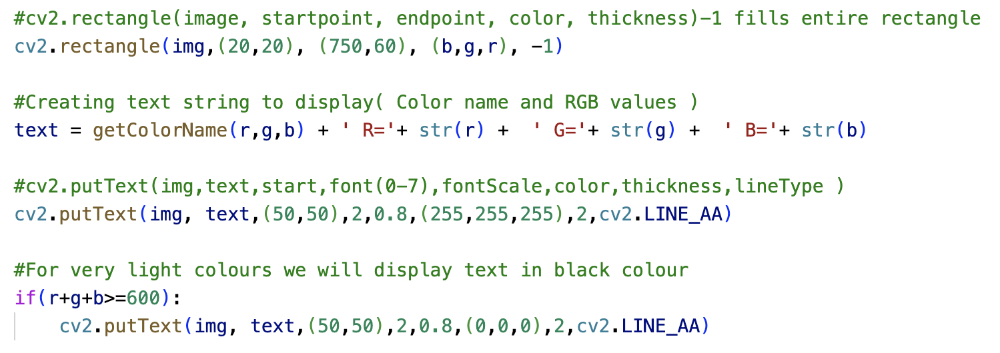 #cv2.rectangle(image, startpoint, endpoint, color, thickness)-1 fills entire rectangle
cv2.rectangle(img,(20,20), (750,60), (b,g,r), -1)
#Creating text string to display( Color name and RGB values )
text = getColorName(r,g,b) + ' R='+ str(r) +  ' G='+ str(g) +  ' B='+ str(b)
#cv2.putText(img,text,start,font(0-7),fontScale,color,thickness,lineType )
cv2.putText(img, text,(50,50),2,0.8,(255,255,255),2,cv2.LINE_AA)
#For very light colours we will display text in black colour
if(r+g+b>=600):
    cv2.putText(img, text,(50,50),2,0.8,(0,0,0),2,cv2.LINE_AA)